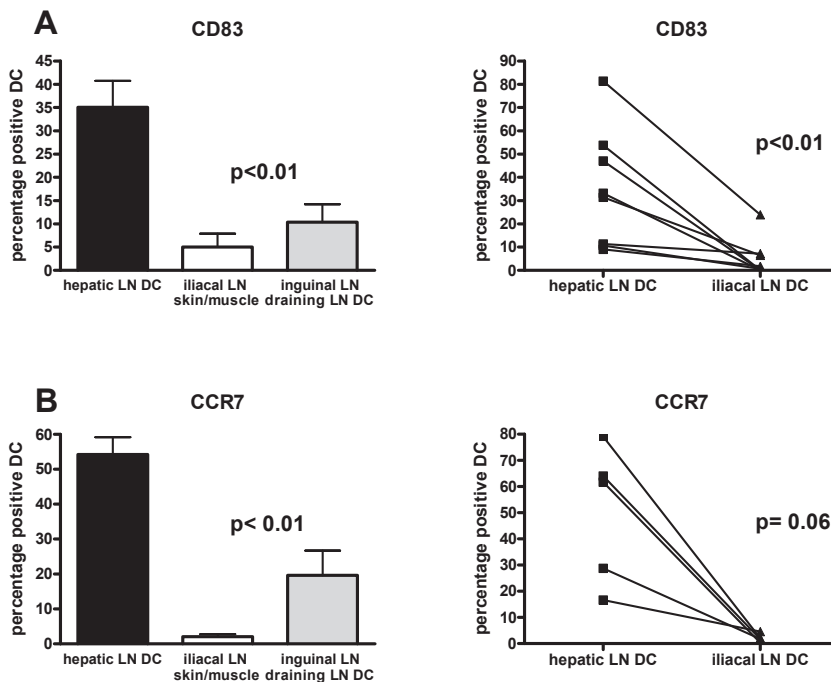 A
CD83
percentage positive DC
45
40
35
30
25
20
15
10
5
0
p<0.01
hepatic LN DC
iliacal LN
skin/muscle
inguinal LN
draining LN DC
CD83
percentage positive DC
90
80
70
60
50
40
30
20
10
0
p<0.01
hepatic LN DC
iliacal LN DC
B
CCR7
percentage positive DC
60
50
40
30
20
10
0
p< 0.01
hepatic LN DC
iliacal LN
skin/muscle
inguinal LN
draining LN DC
CCR7
percentage positive DC
80
70
60
50
40
30
20
10
0
p= 0.06
hepatic LN DC
iliacal LN DC